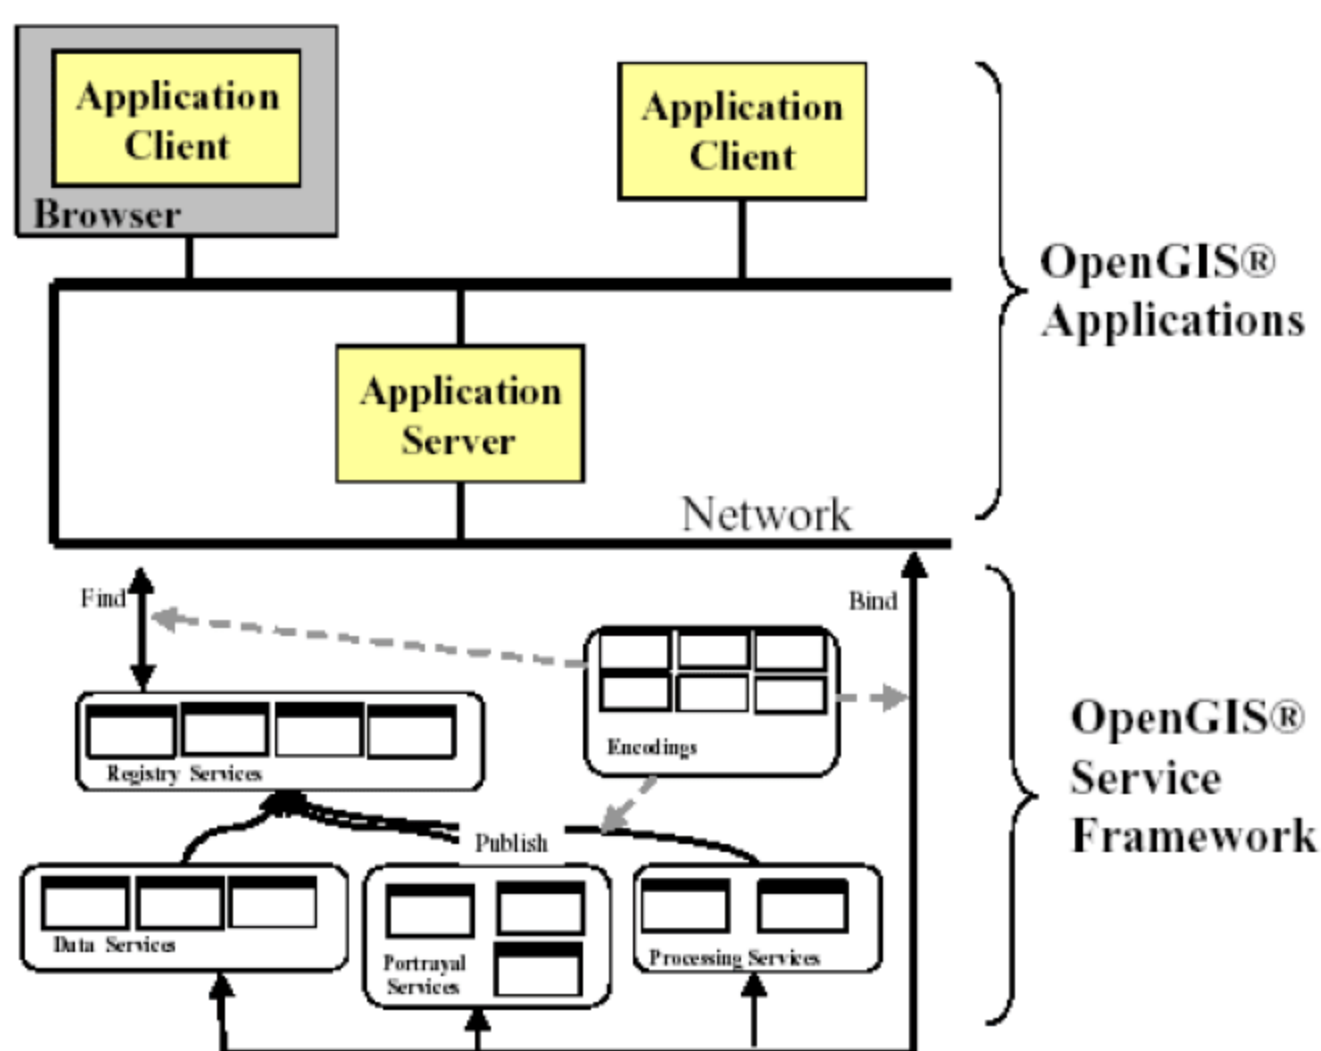 Application
Client
Browser
Application
Client
OpenGIS®
Applications
Application
Server
Network
Find
Bind
Encodings
Registry Services
OpenGIS®
Service
Framework
Publish
Data Services
Portrayal
Services
Processing Services